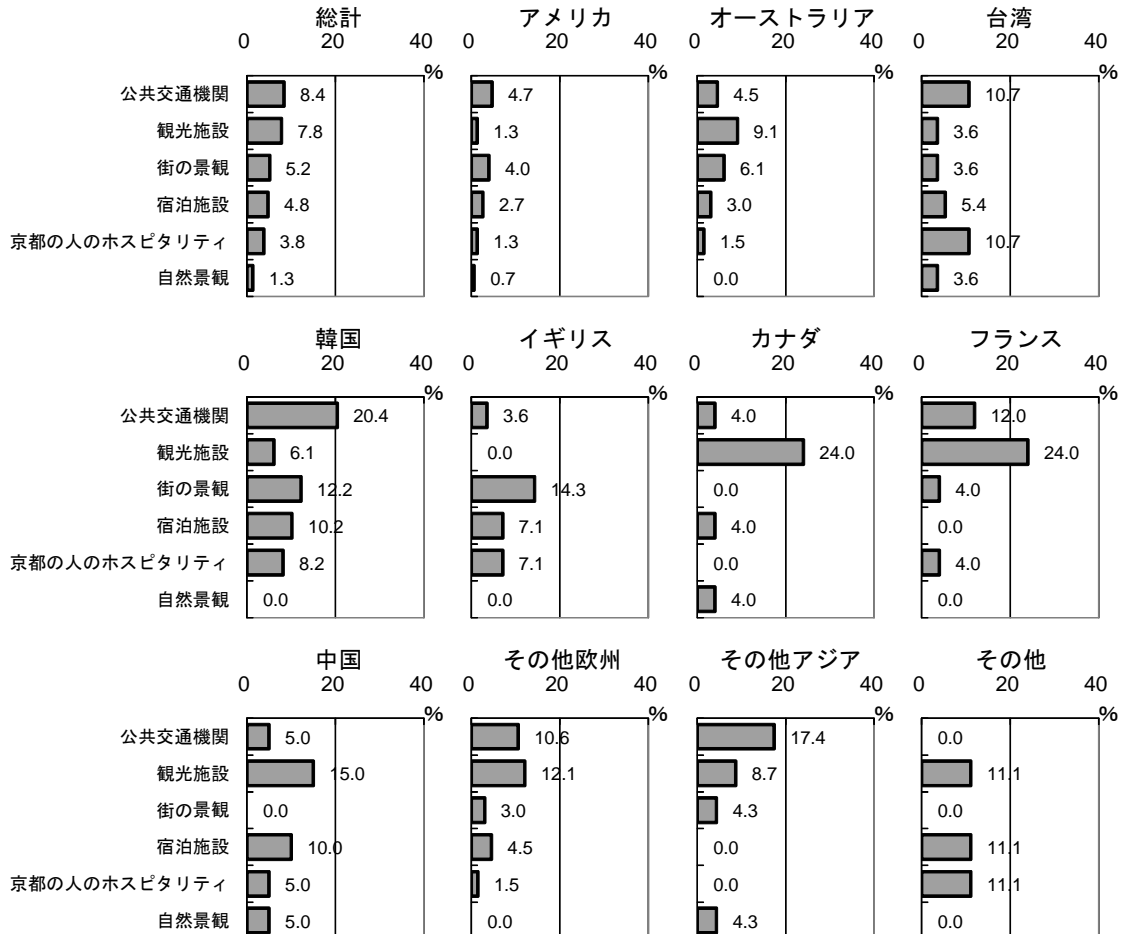 総計 アメリカ オーストラリア 台湾
0 20 40 0 20 40 0 20 40 0 20 40
% % % %
公共交通機関 8.4 4.7 4.5 10.7
観光施設 7.8 1.3 9.1 3.6
街の景観 5.2 4.0 6.1 3.6
宿泊施設 4.8 2.7 3.0 5.4
京都の人のホスピタリティ 3.8 1.3 1.5 10.7
自然景観 1.3 0.7 0.0 3.6
韓国 イギリス カナダ フランス
0 20 40 0 20 40 0 20 40 0 20 40
% % % %
公共交通機関 20.4 3.6 4.0 12.0
観光施設 6.1 0.0 24.0 24.0
街の景観 12.2 14.3 0.0 4.0
宿泊施設 10.2 7.1 4.0 0.0
京都の人のホスピタリティ 8.2 7.1 0.0 4.0
自然景観 0.0 0.0 4.0 0.0
中国 その他欧州 その他アジア その他
0 20 40 0 20 40 0 20 40 0 20 40
% % % %
公共交通機関 5.0 10.6 17.4 0.0
観光施設 15.0 12.1 8.7 11.1
街の景観 0.0 3.0 4.3 0.0
宿泊施設 10.0 4.5 0.0 11.1
京都の人のホスピタリティ 5.0 1.5 0.0 11.1
自然景観 5.0 0.0 4.3 0.0